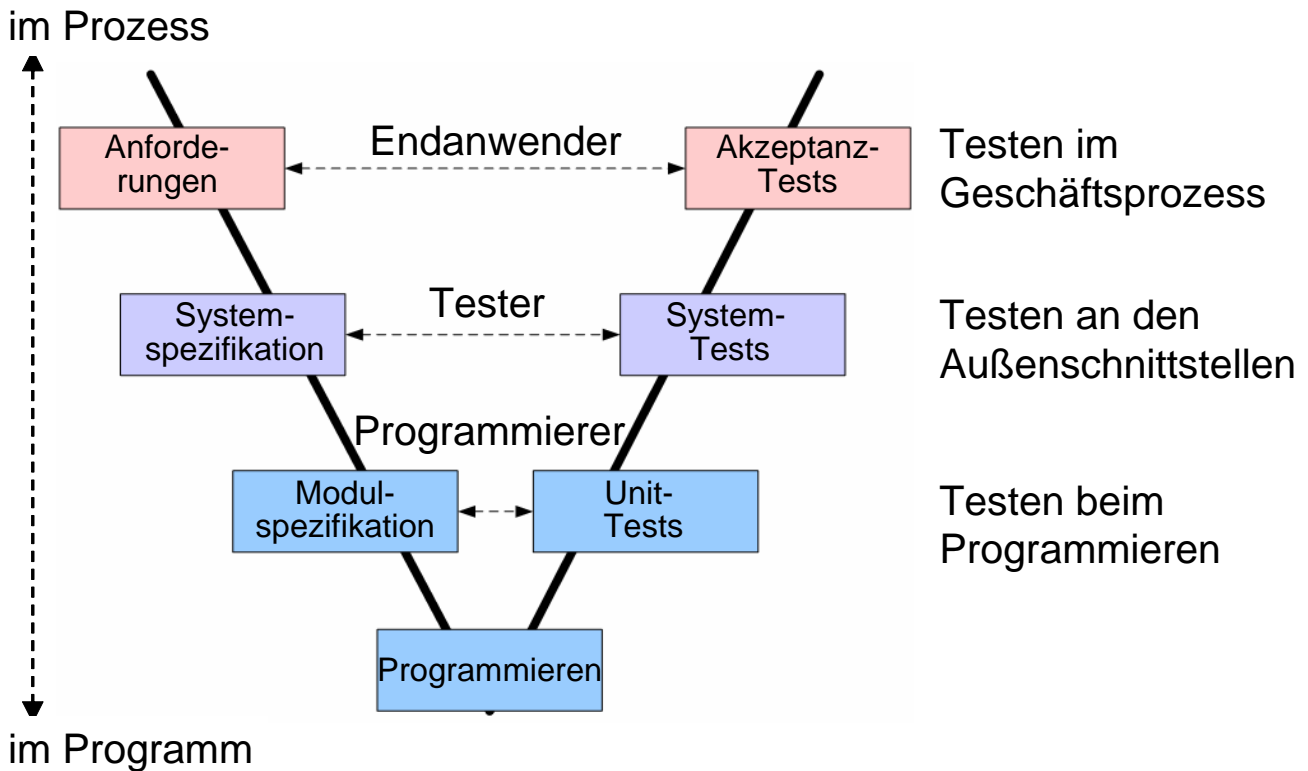 im Prozess
Anforde-
rungen
Endanwender
Akzeptanz-
Tests
Testen im
Geschäftsprozess
System-
spezifikation
Tester
System-
Tests
Testen an den
Außenschnittstellen
Programmierer
Modul-
spezifikation
Unit-
Tests
Testen beim
Programmieren
Programmieren
im Programm